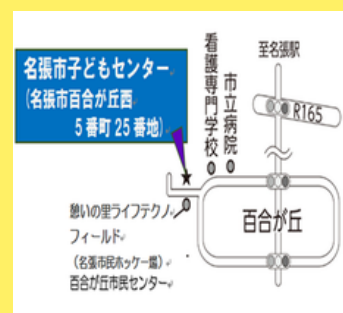 名張市子どもセンター
(名張市百合が丘西
5番町25番地)
看護専門学校
市立病院
至名張駅
R165
百合が丘
憩いの里ライフテクノ
フィールド
(名張市民ホッケー場)
百合が丘市民センター